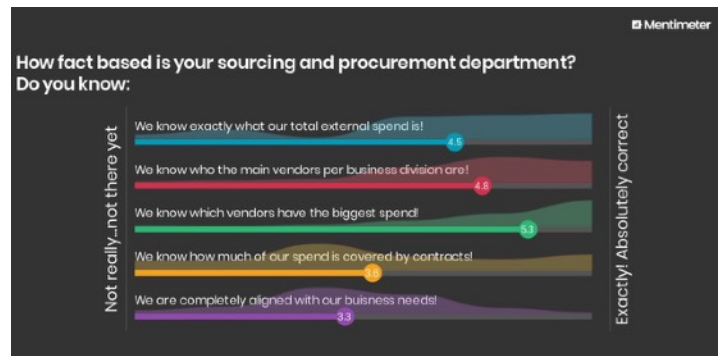 Mentimeter
How fact based is your sourcing and procurement department?
Do you know:
Not really...not there yet
We know exactly what our total external spend is!
4.5
We know who the main vendors per business division are!
4.8
We know which vendors have the biggest spend!
5.3
We know how much of our spend is covered by contracts!
3.6
We are completely aligned with our buisness needs!
3.3
Exactly! Absolutely correct